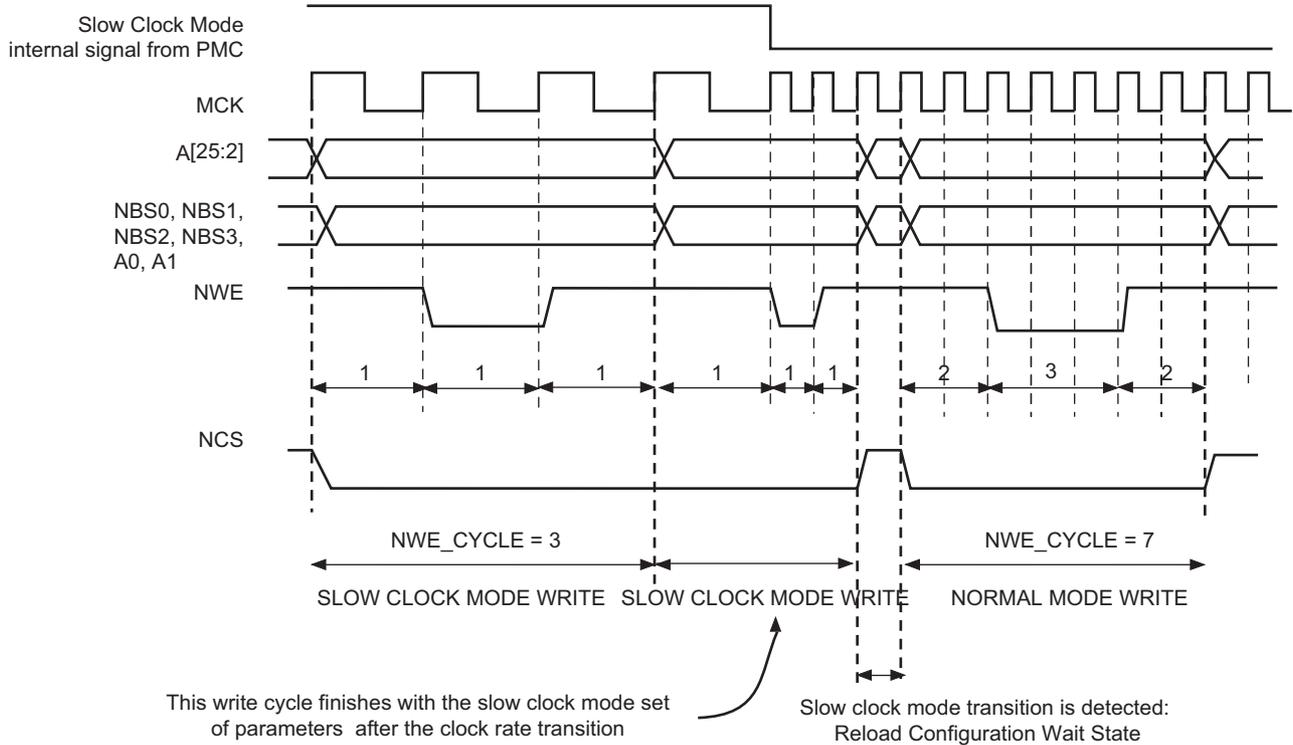 Slow Clock Mode
internal signal from PMC
MCK
A[25:2]
NBS0, NBS1,
NBS2, NBS3,
A0, A1
NWE
1 1 1 1 1 1 2 3 2
NCS
NWE_CYCLE = 3 NWE_CYCLE = 7
SLOW CLOCK MODE WRITE SLOW CLOCK MODE WRITE NORMAL MODE WRITE
This write cycle finishes with the slow clock mode set
of parameters after the clock rate transition
Slow clock mode transition is detected:
Reload Configuration Wait State